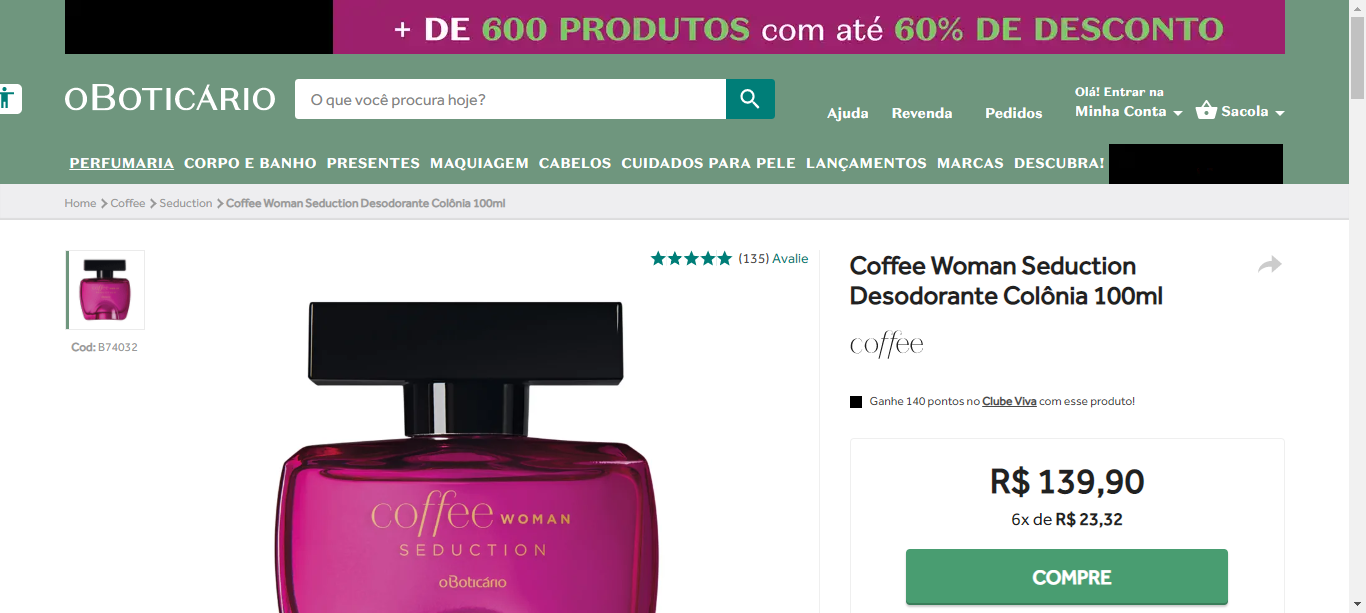 + DE 600 PRODUTOS com até 60% DE DESCONTO
oBOTICÁRIO
O que você procura hoje?
Ajuda
Revenda
Pedidos
Olá! Entrar na
Minha Conta
Sacola
PERFUMARIA CORPO E BANHO PRESENTES MAQUIAGEM CABELOS CUIDADOS PARA PELE LANÇAMENTOS MARCAS DESCUBRA!
Home > Coffee > Seduction > Coffee Woman Seduction Desodorante Colônia 100ml
(135) Avalie
Cod: B74032
coffee WOMAN
SEDUCTION
oBoticário
Coffee Woman Seduction
Desodorante Colônia 100ml
coffee
Ganhe 140 pontos no Clube Viva com esse produto!
R$ 139,90
6x de R$ 23,32
COMPRE